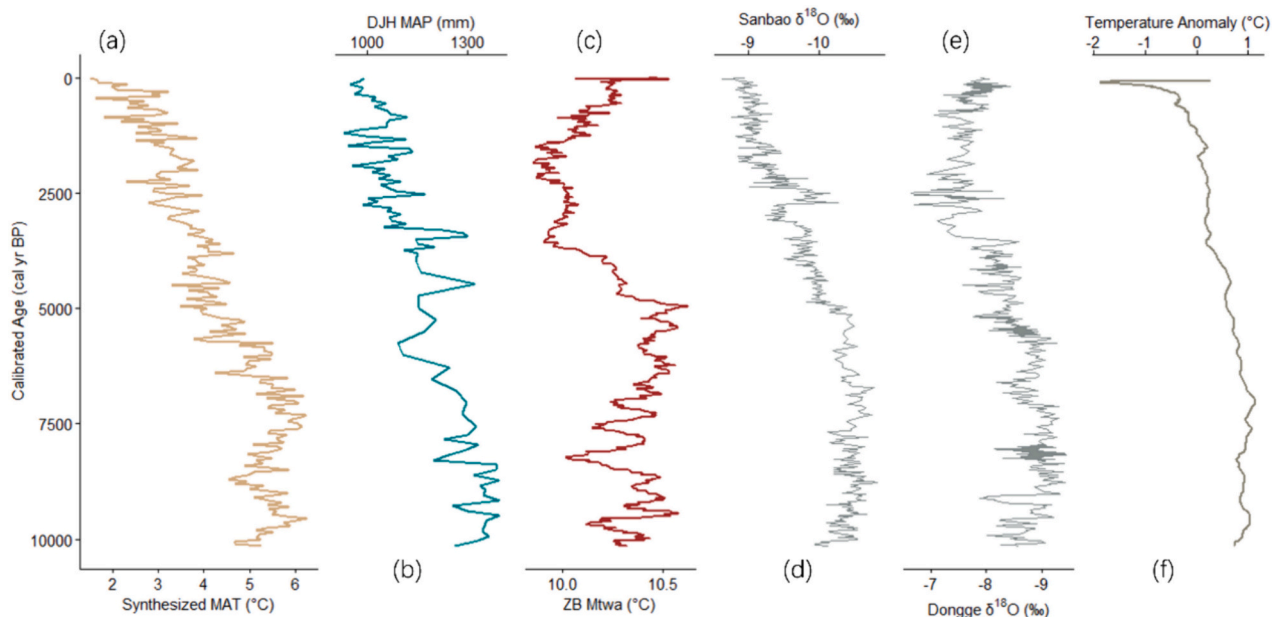 DJH MAP (mm)
Sanbao δ¹⁸O (‰)
Temperature Anomaly (°C)
1000 1300
-9 -10
-2 -1 0 1
(a) (c) (e)
0
2500
5000
7500
10000
Calibrated Age (cal yr BP)
(b) (d) (f)
2 3 4 5 6
10.0 10.5
-7 -8 -9
Synthesized MAT (°C)
ZB Mtwa (°C)
Dongge δ¹⁸O (‰)